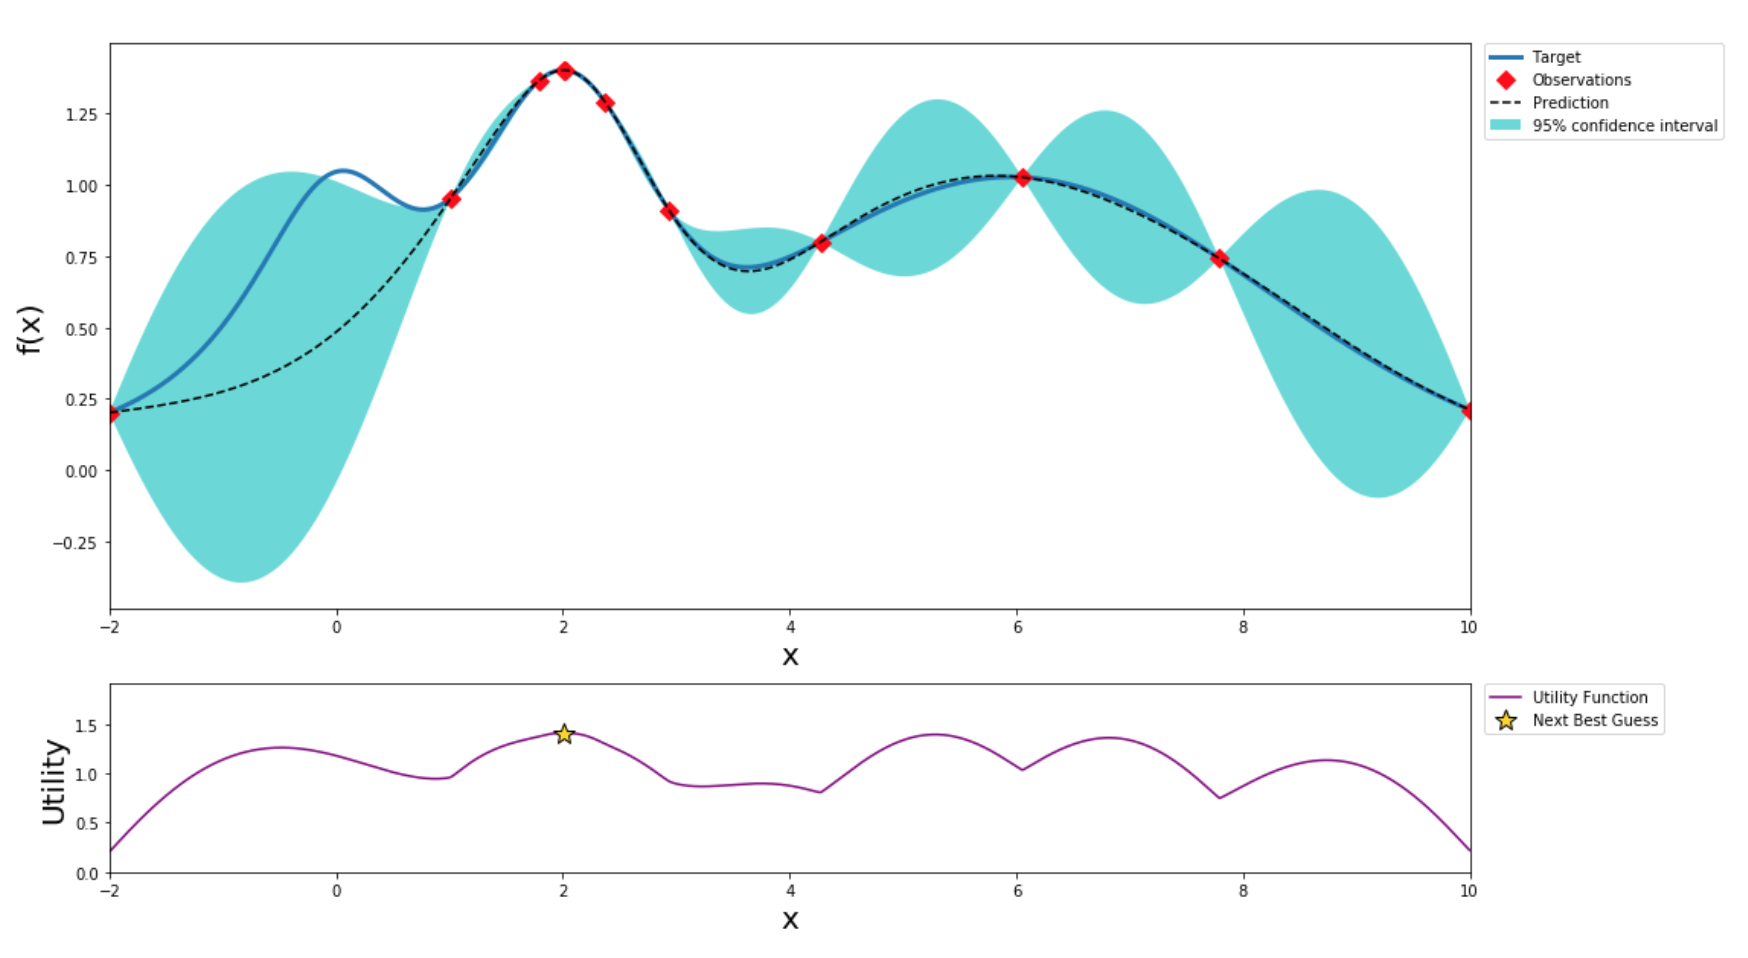 Target
Observations
Prediction
95% confidence interval
f(x)
1.25
1.00
0.75
0.50
0.25
0.00
−0.25
−2 0 2 4 6 8 10
x
Utility Function
Next Best Guess
Utility
1.5
1.0
0.5
0.0
−2 0 2 4 6 8 10
x